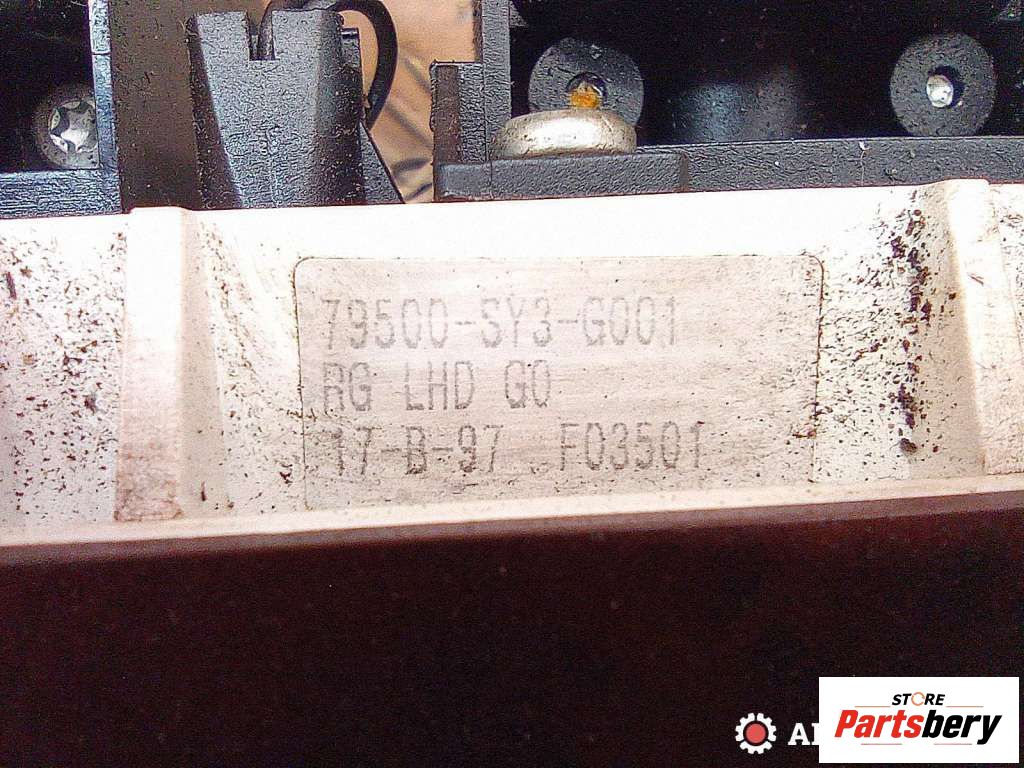 79500-SY3-G001
RG LHD G0
17-B-97 F03501
STORE
Partsbery